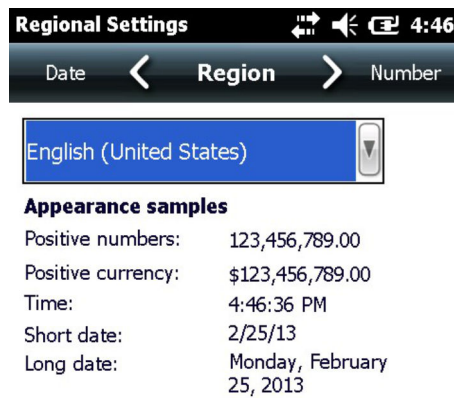 Regional Settings 4:46
Date Region Number
English (United States)
Appearance samples
Positive numbers: 123,456,789.00
Positive currency: $123,456,789.00
Time: 4:46:36 PM
Short date: 2/25/13
Long date: Monday, February
25, 2013